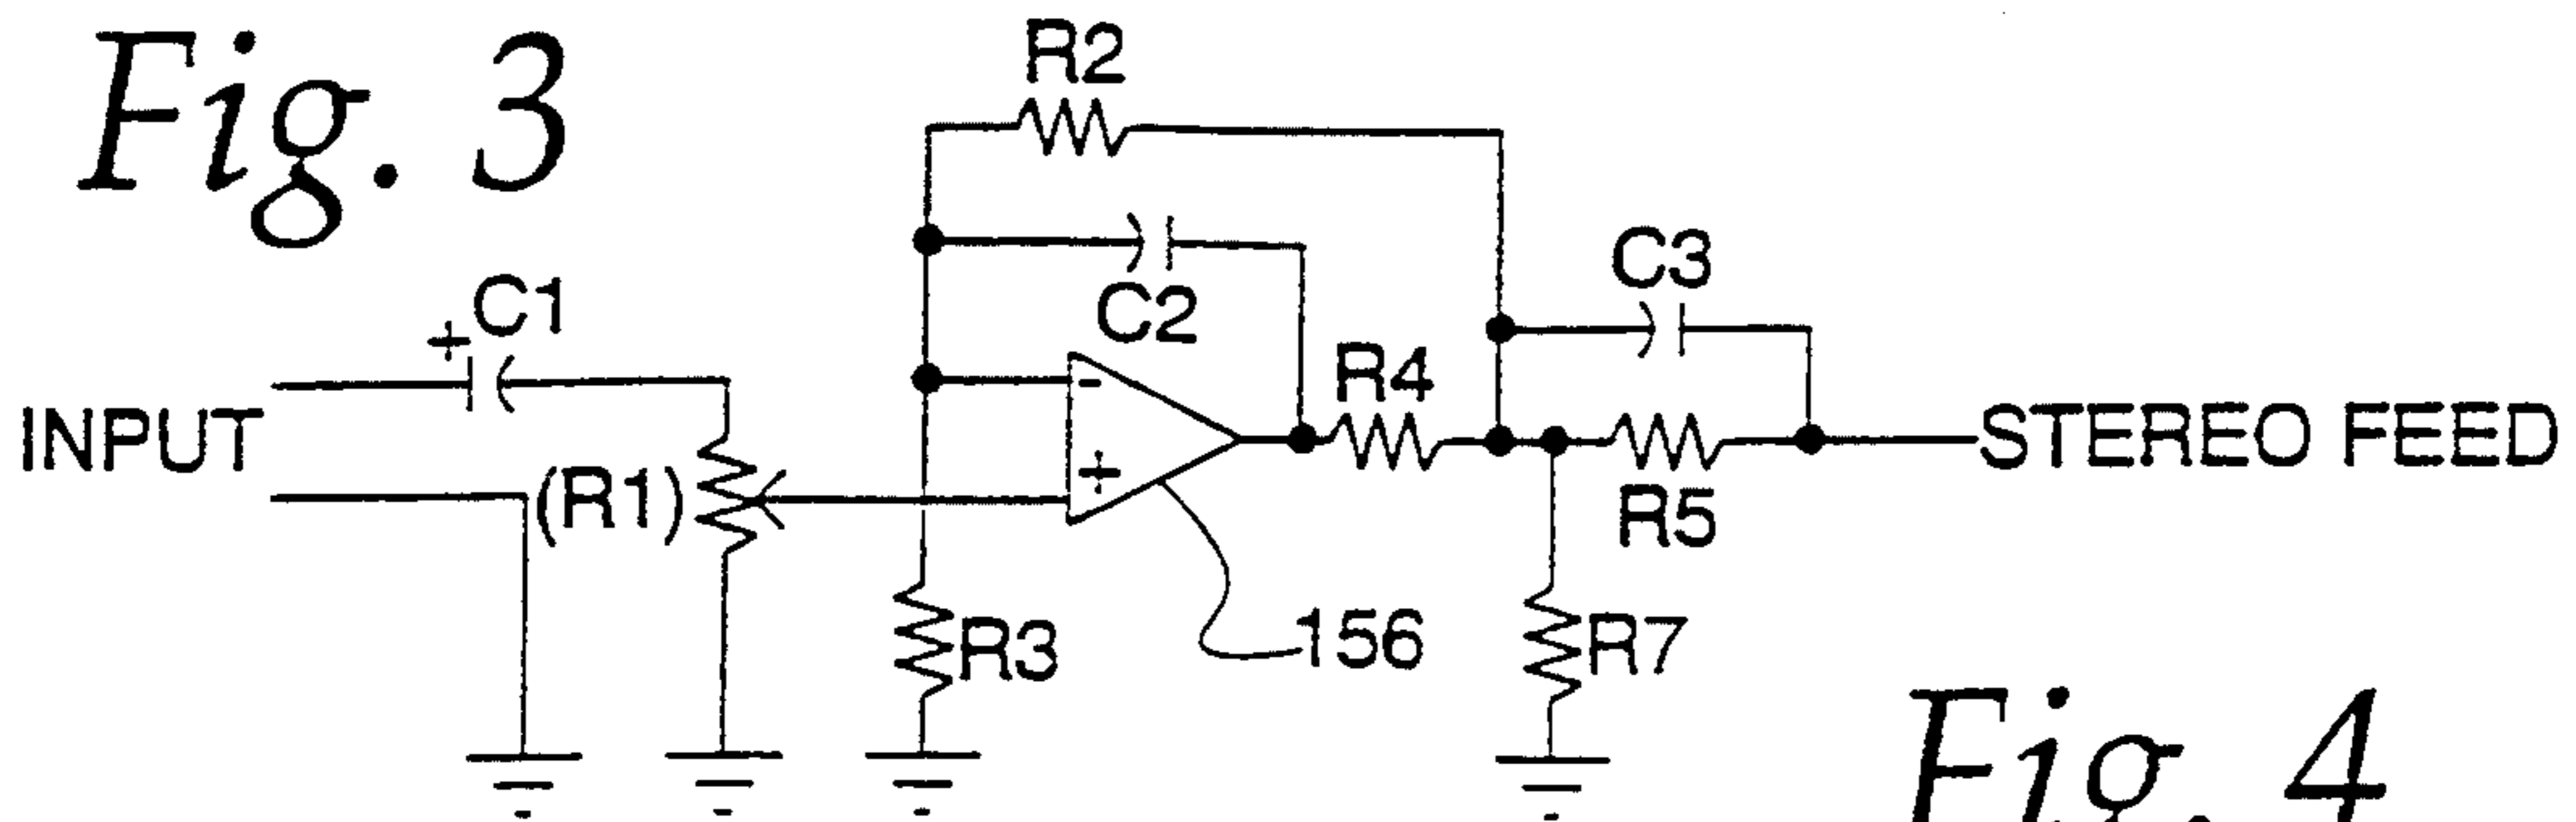 Fig. 3
R2
C1
+
C2
C3
R4
INPUT
(R1)
-
+
STEREO FEED
R5
R3
156
R7
Fig. 4